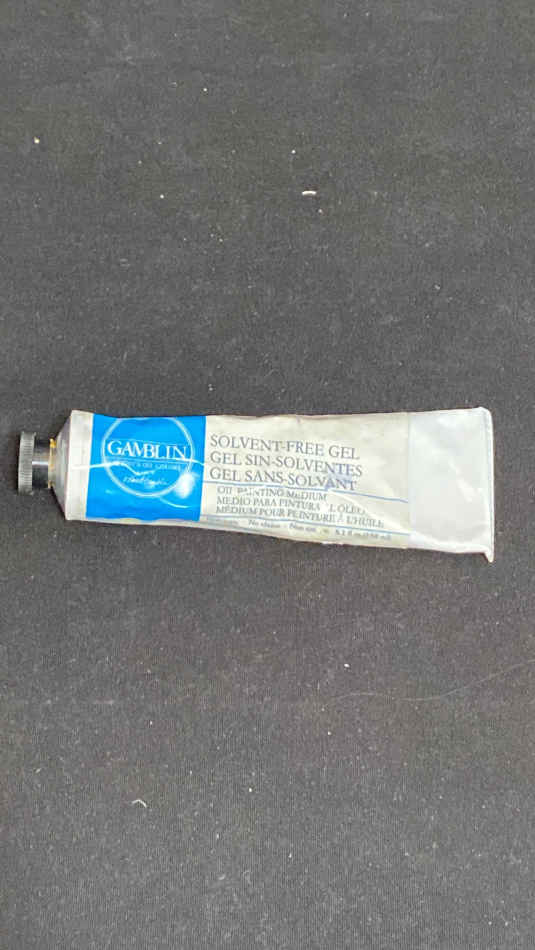 GAMBLIN
SOLVENT-FREE GEL
GEL SIN-SOLVENTES
GEL SANS-SOLVANT
OIL PAINTING MEDIUM
MEDIO PARA PINTURA AL ÓLEO
MÉDIUM POUR PEINTURE À L'HUILE